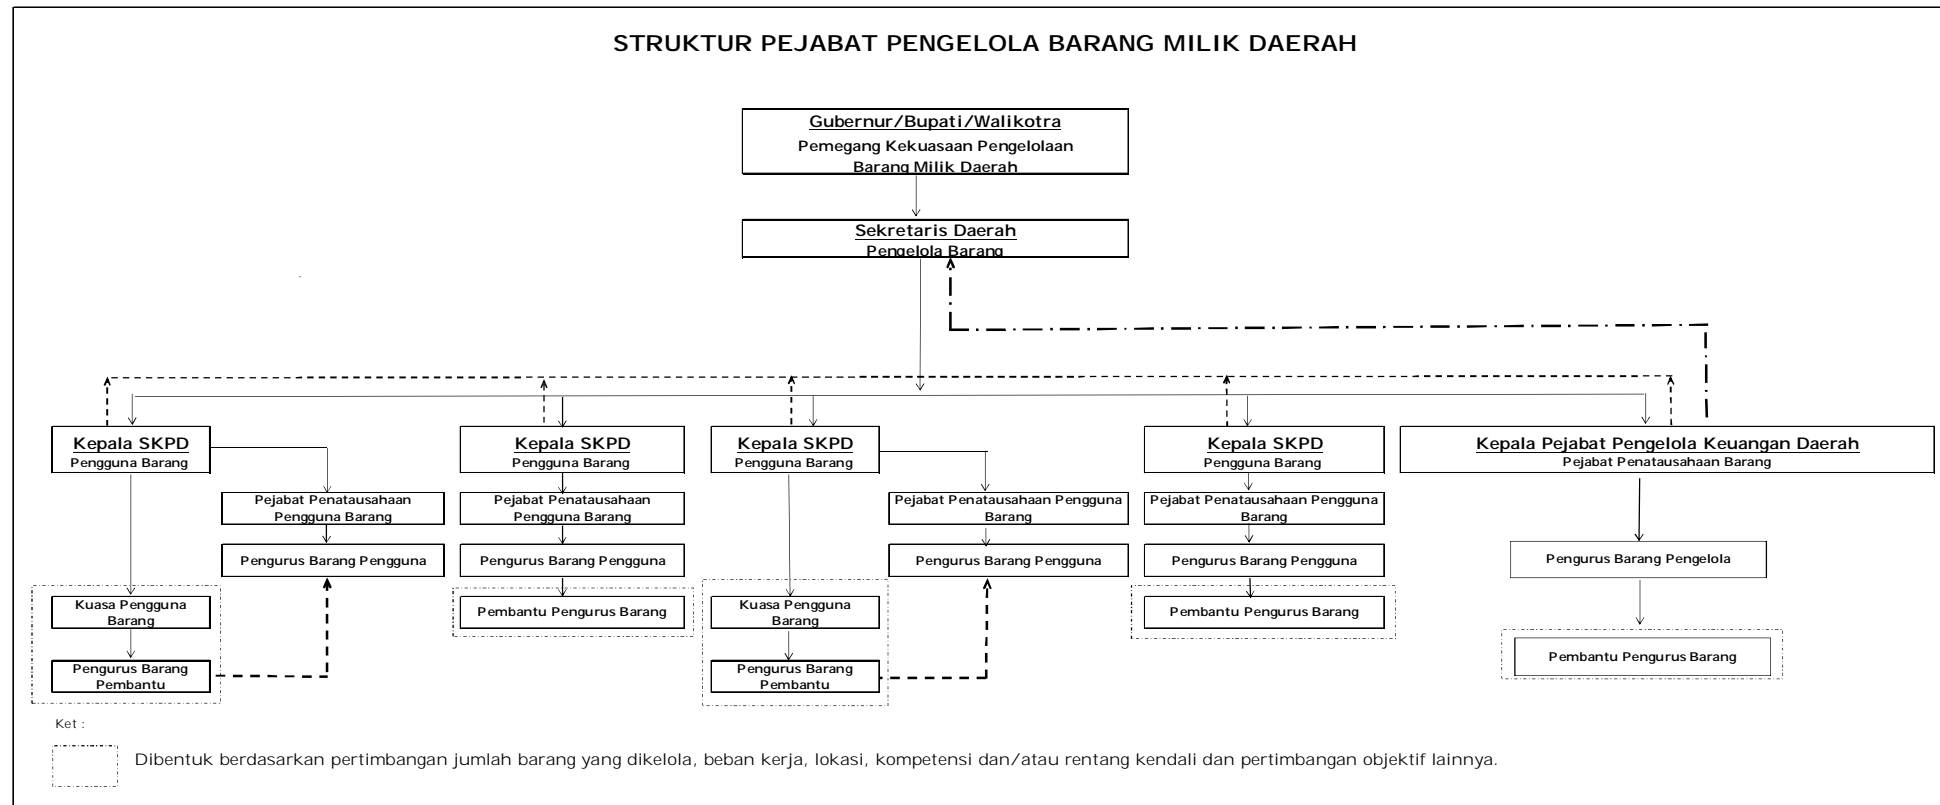 STRUKTUR PEJABAT PENGELOLA BARANG MILIK DAERAH
Gubernur/Bupati/Walikotra
Pemegang Kekuasaan Pengelolaan
Barang Milik Daerah
Sekretaris Daerah
Pengelola Barang
Kepala SKPD
Pengguna Barang
Pejabat Penatausahaan
Pengguna Barang
Pengurus Barang Pengguna
Kuasa Pengguna
Barang
Pengurus Barang
Pembantu
Kepala SKPD
Pengguna Barang
Pejabat Penatausahaan
Pengguna Barang
Pengurus Barang Pengguna
Pembantu Pengurus Barang
Kepala SKPD
Pengguna Barang
Pejabat Penatausahaan Pengguna
Barang
Pengurus Barang Pengguna
Kuasa Pengguna
Barang
Pengurus Barang
Pembantu
Kepala SKPD
Pengguna Barang
Pejabat Penatausahaan Pengguna
Barang
Pengurus Barang Pengguna
Pembantu Pengurus Barang
Kepala Pejabat Pengelola Keuangan Daerah
Pejabat Penatausahaan Barang
Pengurus Barang Pengelola
Pembantu Pengurus Barang
Ket :
Dibentuk berdasarkan pertimbangan jumlah barang yang dikelola, beban kerja, lokasi, kompetensi dan/atau rentang kendali dan pertimbangan objektif lainnya.